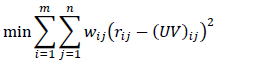 min ∑_{i=1}^{m} ∑_{j=1}^{n} w_{ij}(r_{ij} − (UV)_{ij})^2